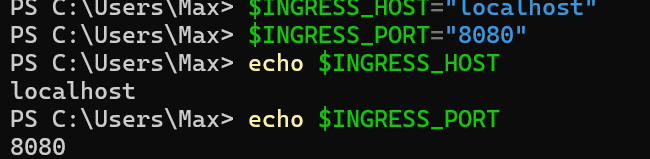 PS C:\Users\Max> $INGRESS_HOST="localhost"
PS C:\Users\Max> $INGRESS_PORT="8080"
PS C:\Users\Max> echo $INGRESS_HOST
localhost
PS C:\Users\Max> echo $INGRESS_PORT
8080